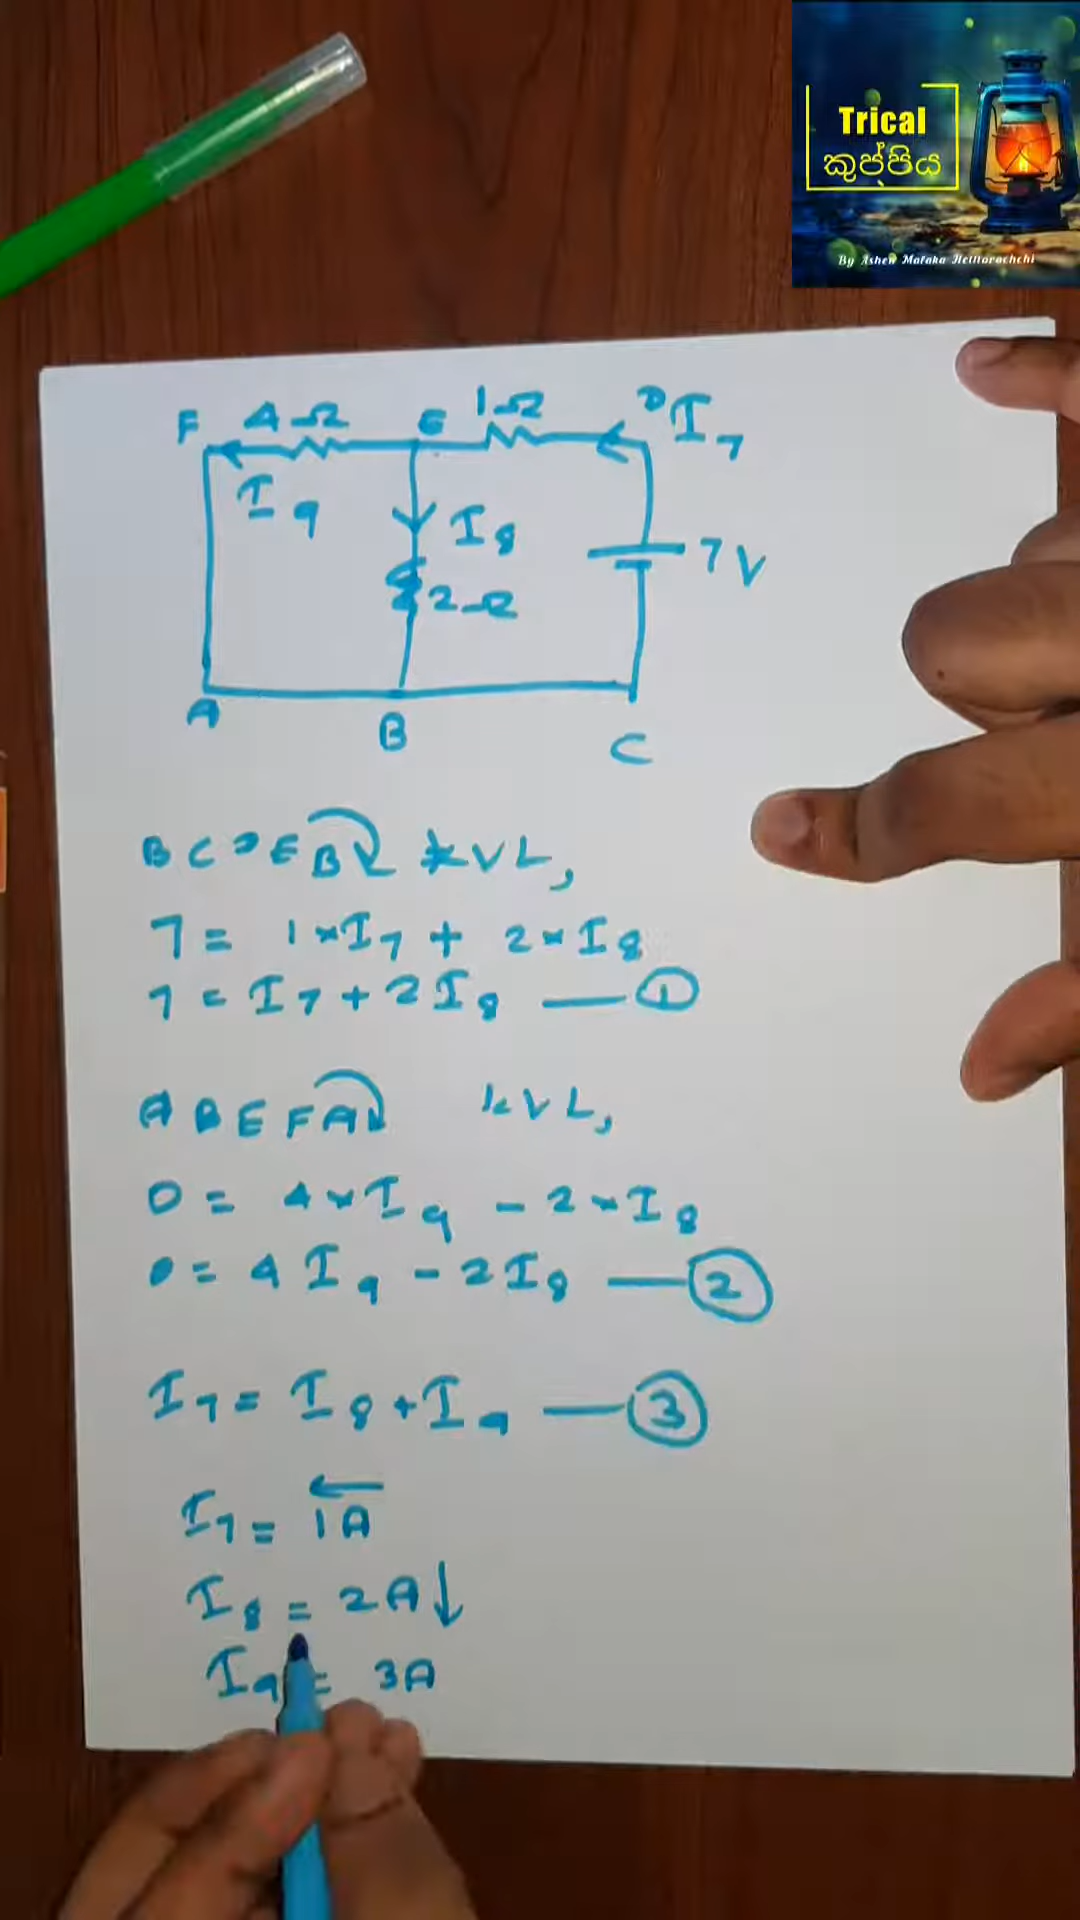 Trical
කුප්පිය
By Ashen Malaka Hettiarachchi
F 4Ω E 1Ω D I7
I9 I8 7V
2Ω
A B C
BCDEB KVL,
7 = 1×I7 + 2×I8
7 = I7 + 2I8 — ①
ABEFA KVL,
0 = 4×I9 - 2×I8
0 = 4I9 - 2I8 — ②
I7 = I8 + I9 — ③
I7 = 1A ←
I8 = 2A ↓
I9 = 3A